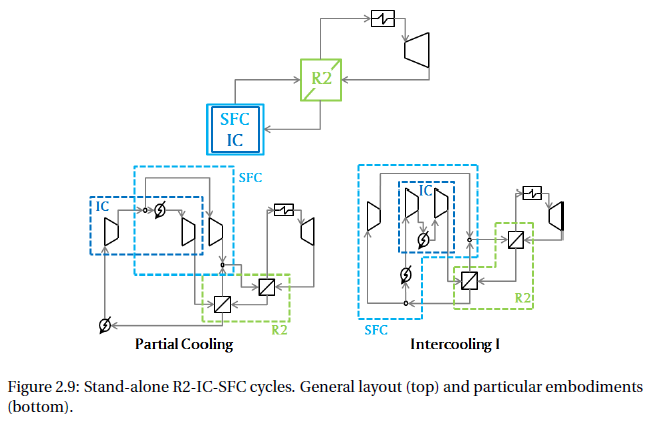 R2
SFC
IC
SFC
IC
R2
Partial Cooling
IC
R2
SFC
Intercooling I
Figure 2.9: Stand-alone R2-IC-SFC cycles. General layout (top) and particular embodiments
(bottom).